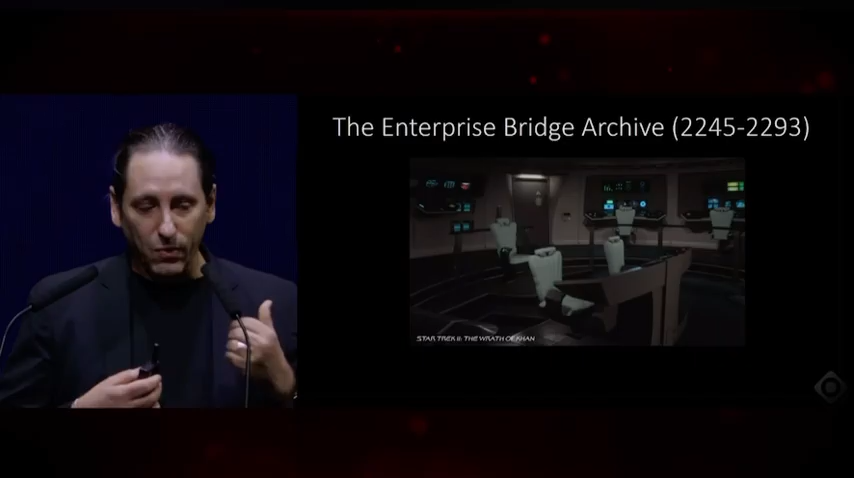 The Enterprise Bridge Archive (2245-2293)
STAR TREK II: THE WRATH OF KHAN